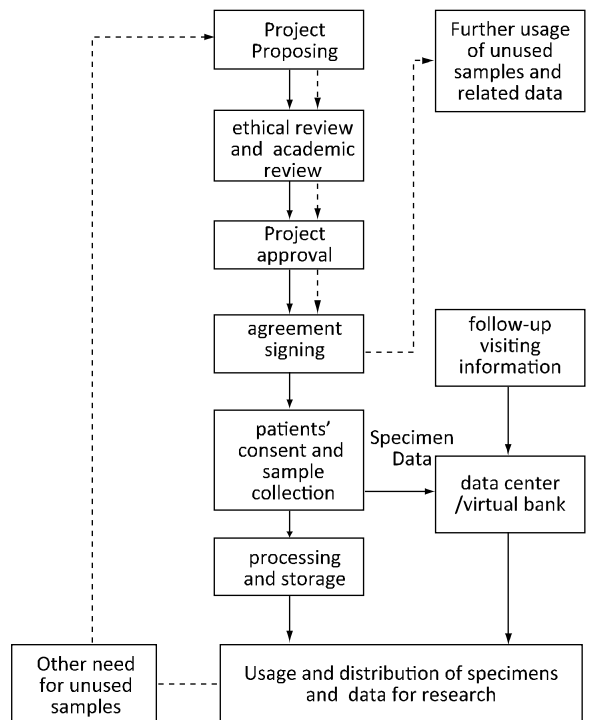 Project
Proposing
Further usage
of unused
samples and
related data
ethical review
and academic
review
Project
approval
agreement
signing
follow-up
visiting
information
patients’
consent and
sample
collection
Specimen
Data
data center
/virtual bank
processing
and storage
Other need
for unused
samples
Usage and distribution of specimens
and data for research